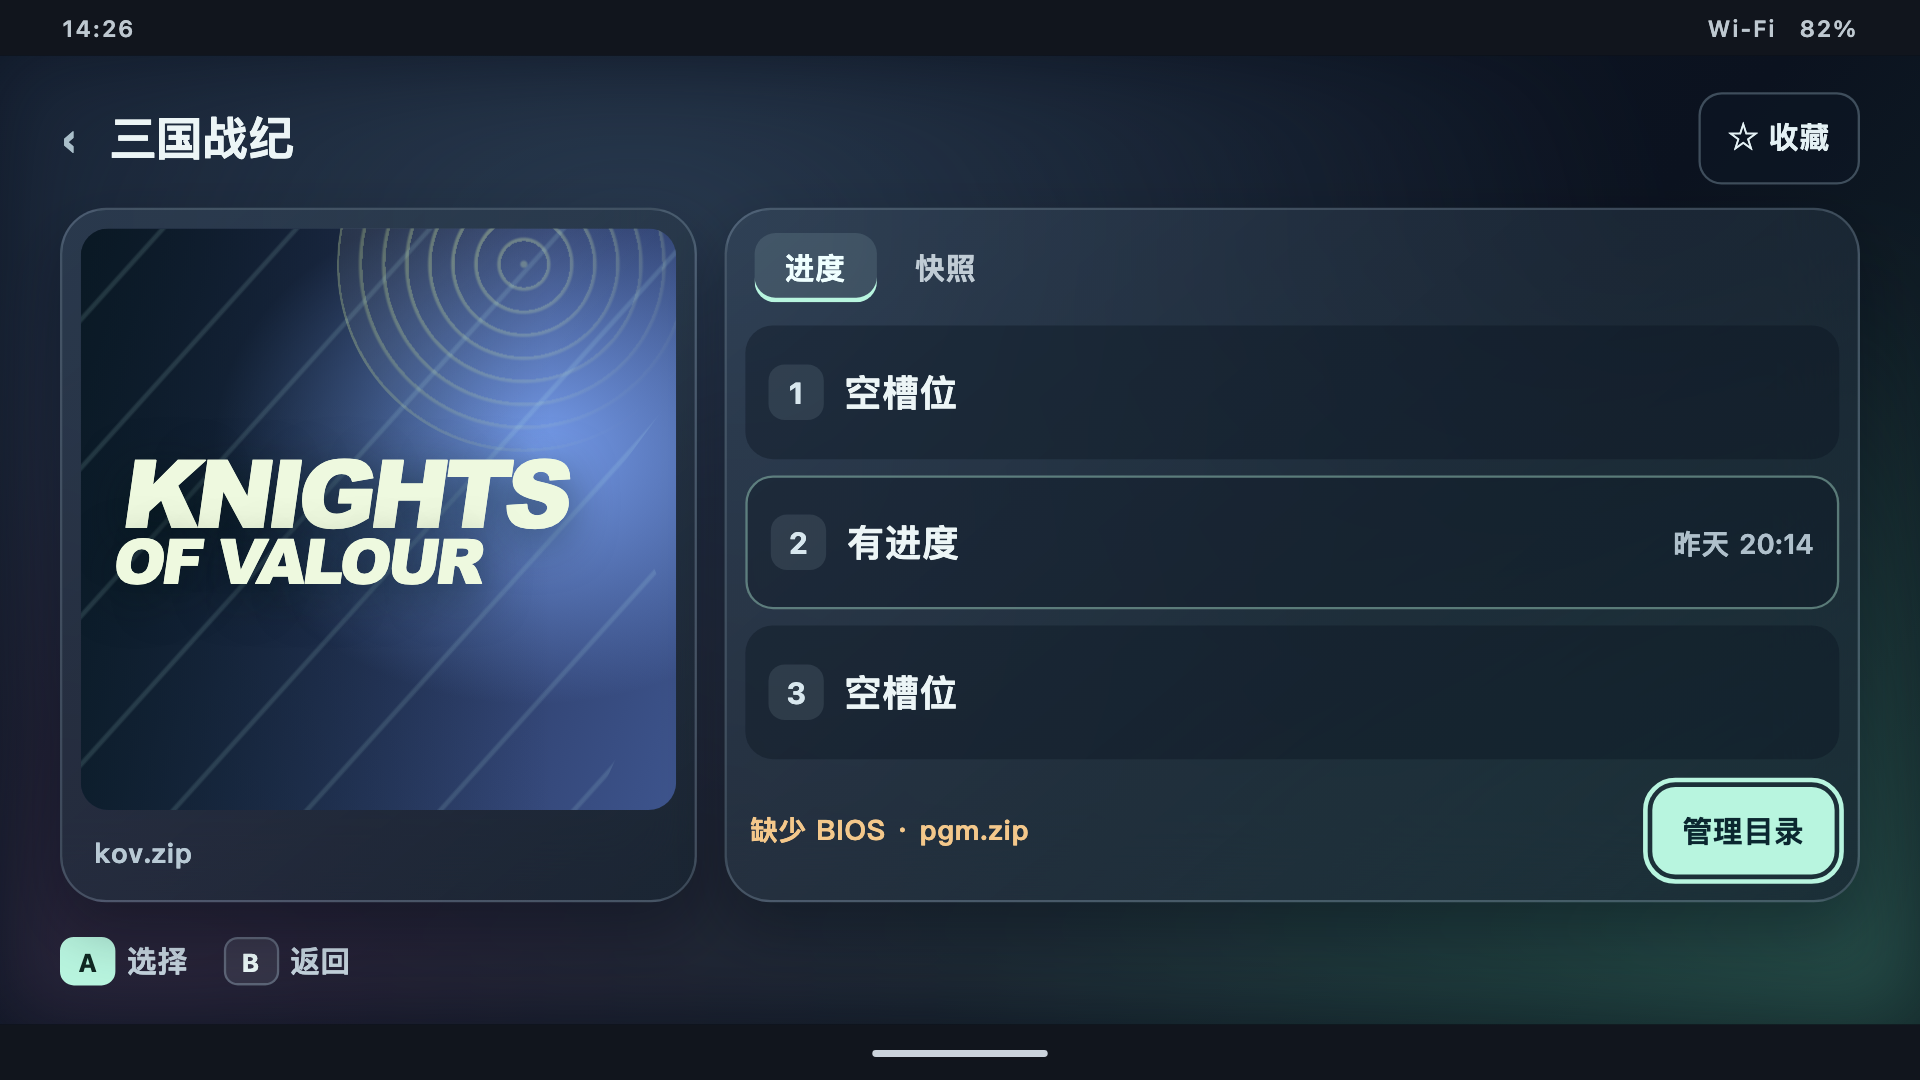 14:26
Wi-Fi 82%
‹ 三国战纪
☆ 收藏
KNIGHTS
OF VALOUR
kov.zip
进度 快照
1 空槽位
2 有进度 昨天 20:14
3 空槽位
缺少 BIOS · pgm.zip
管理目录
A 选择 B 返回